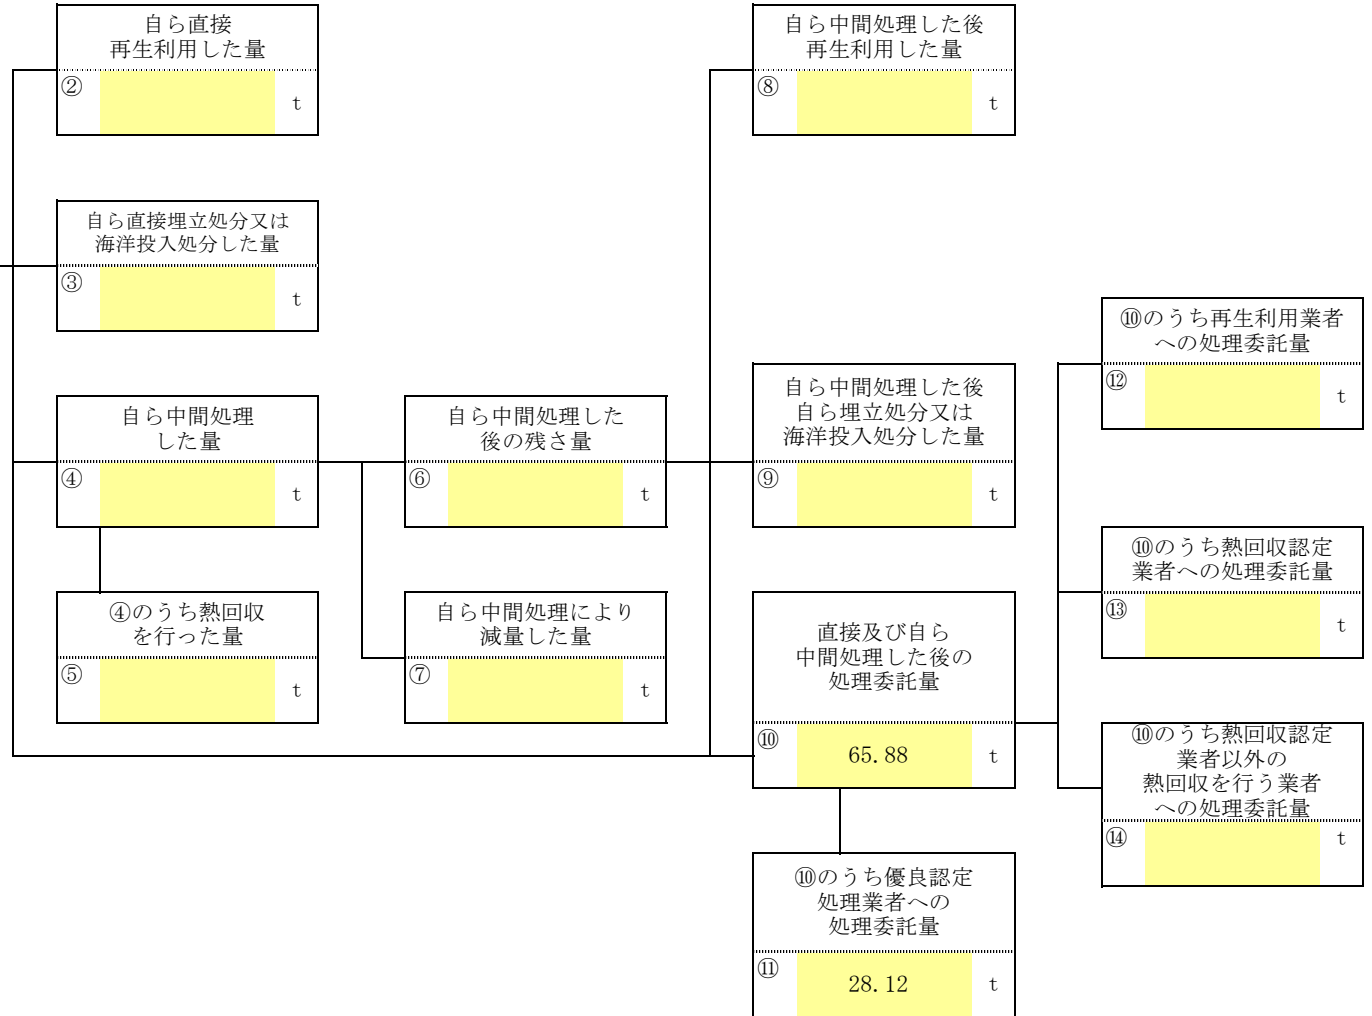 自ら直接
再生利用した量
② t
自ら中間処理した後
再生利用した量
⑧ t
自ら直接埋立処分又は
海洋投入処分した量
③ t
⑩のうち再生利用業者
への処理委託量
⑫ t
自ら中間処理
した量
④ t
自ら中間処理した
後の残さ量
⑥ t
自ら中間処理した後
自ら埋立処分又は
海洋投入処分した量
⑨ t
⑩のうち熱回収認定
業者への処理委託量
⑬ t
④のうち熱回収
を行った量
⑤ t
自ら中間処理により
減量した量
⑦ t
直接及び自ら
中間処理した後の
処理委託量
⑩ 65.88 t
⑩のうち熱回収認定
業者以外の
熱回収を行う業者
への処理委託量
⑭ t
⑩のうち優良認定
処理業者への
処理委託量
⑪ 28.12 t